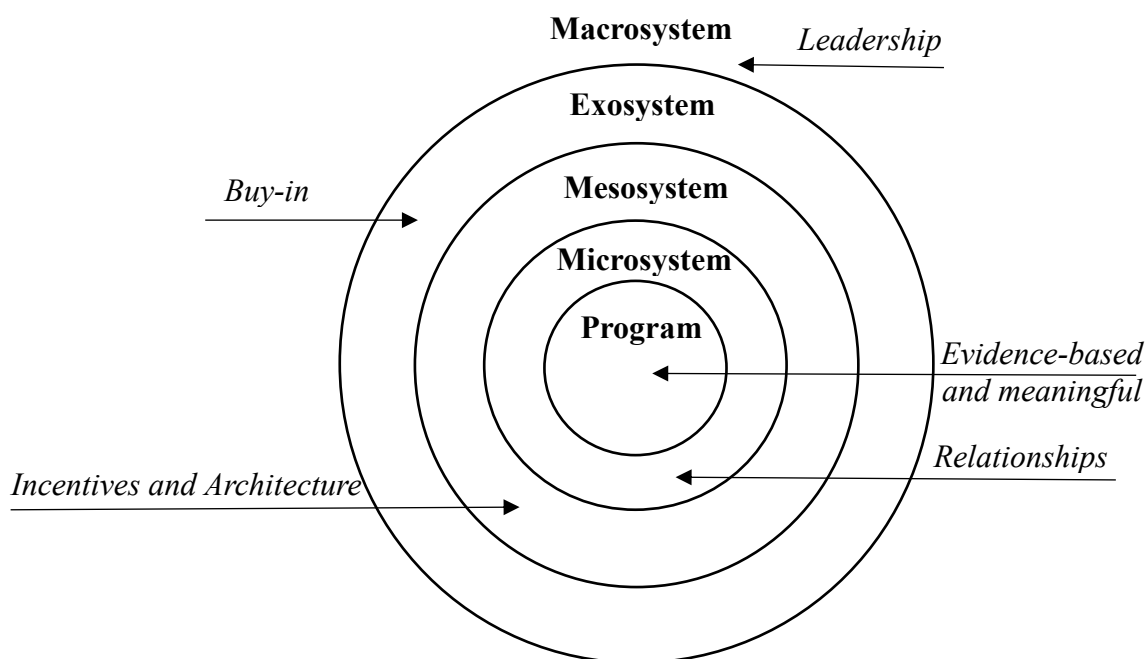 Macrosystem
Leadership
Exosystem
Mesosystem
Buy-in
Microsystem
Program
Evidence-based
and meaningful
Relationships
Incentives and Architecture